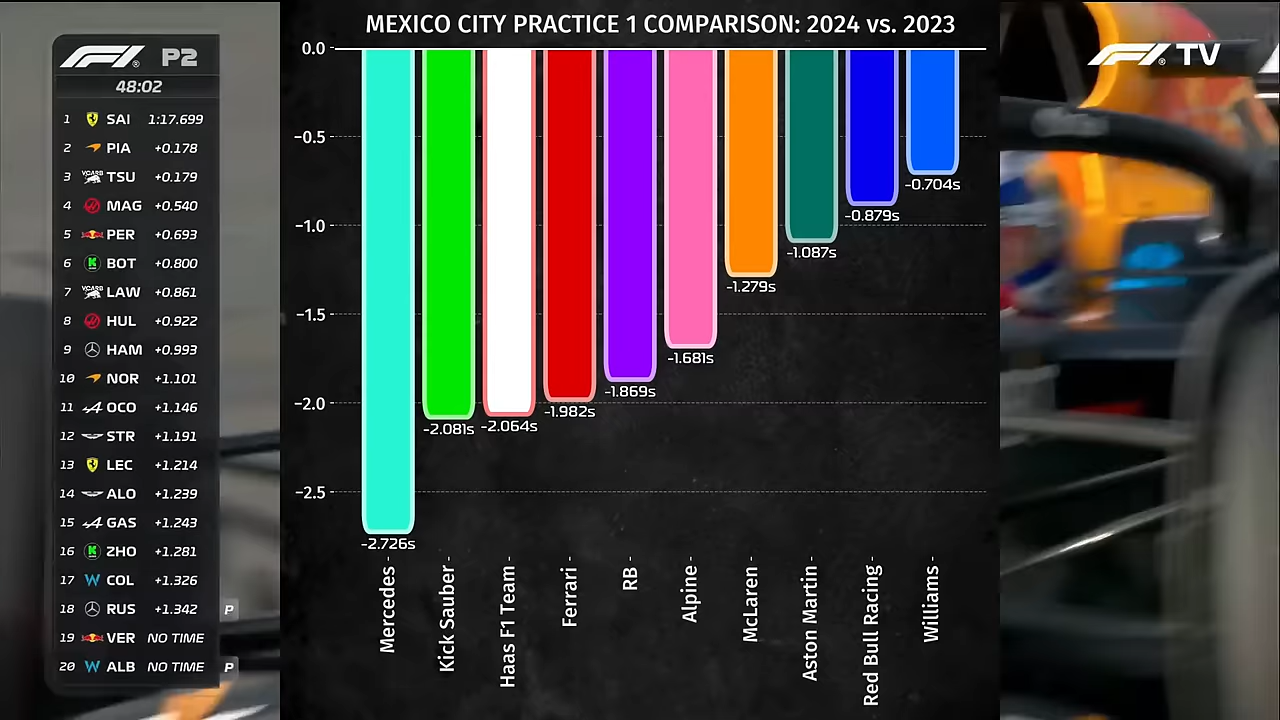 F1 P2
48:02
1 SAI 1:17.699
2 PIA +0.178
3 VCARB TSU +0.179
4 MAG +0.540
5 PER +0.693
6 K BOT +0.800
7 VCARB LAW +0.861
8 HUL +0.922
9 HAM +0.993
10 NOR +1.101
11 OCO +1.146
12 STR +1.191
13 LEC +1.214
14 ALO +1.239
15 GAS +1.243
16 K ZHO +1.281
17 W COL +1.326
18 RUS +1.342 P
19 VER NO TIME
20 W ALB NO TIME P
MEXICO CITY PRACTICE 1 COMPARISON: 2024 vs. 2023
0.0
−0.5
−1.0
−1.5
−2.0
−2.5
-2.726s
-2.081s
-2.064s
-1.982s
-1.869s
-1.681s
-1.279s
-1.087s
-0.879s
-0.704s
Mercedes
Kick Sauber
Haas F1 Team
Ferrari
RB
Alpine
McLaren
Aston Martin
Red Bull Racing
Williams
F1 TV